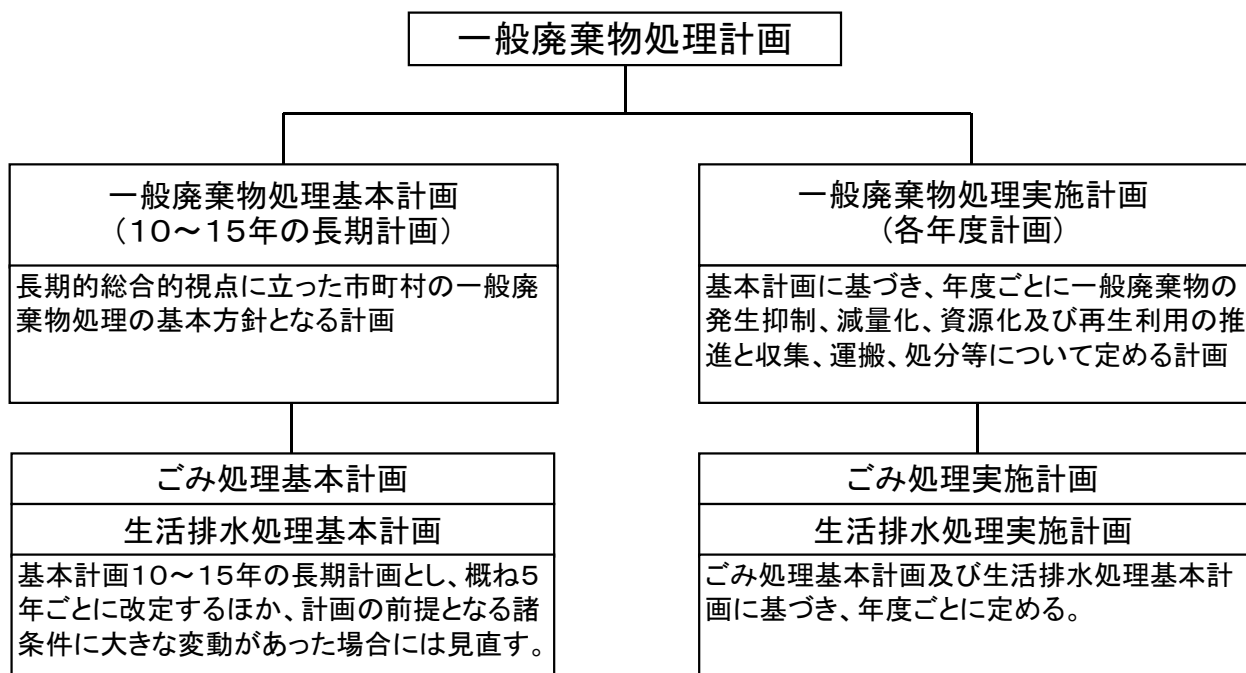 一般廃棄物処理計画
一般廃棄物処理基本計画
（10～15年の長期計画）
長期的総合的視点に立った市町村の一般廃
棄物処理の基本方針となる計画
ごみ処理基本計画
生活排水処理基本計画
基本計画10～15年の長期計画とし、概ね5
年ごとに改定するほか、計画の前提となる諸
条件に大きな変動があった場合には見直す。
一般廃棄物処理実施計画
（各年度計画）
基本計画に基づき、年度ごとに一般廃棄物の
発生抑制、減量化、資源化及び再生利用の推
進と収集、運搬、処分等について定める計画
ごみ処理実施計画
生活排水処理実施計画
ごみ処理基本計画及び生活排水処理基本計
画に基づき、年度ごとに定める。